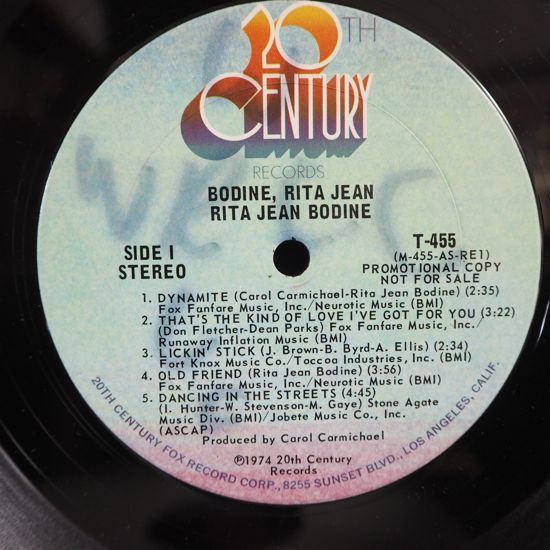 20TH
CENTURY
RECORDS
BODINE, RITA JEAN
RITA JEAN BODINE
SIDE I
STEREO
T-455
(M-455-AS-RE1)
PROMOTIONAL COPY
NOT FOR SALE
1. DYNAMITE (Carol Carmichael-Rita Jean Bodine) (2:35)
Fox Fanfare Music, Inc./Neurotic Music (BMI)
2. THAT'S THE KIND OF LOVE I'VE GOT FOR YOU (3:22)
(Don Fletcher-Dean Parks) Fox Fanfare Music, Inc./
Runaway Inflation Music (BMI)
3. LICKIN' STICK (J. Brown-B. Byrd-A. Ellis) (2:34)
Fort Knox Music Co./Toccoa Industries, Inc. (BMI)
4. OLD FRIEND (Rita Jean Bodine) (3:56)
Fox Fanfare Music, Inc./Neurotic Music (BMI)
5. DANCING IN THE STREETS (4:45)
(I. Hunter-W. Stevenson-M. Gaye) Stone Agate
Music Div. (BMI)/Jobete Music Co., Inc.
(ASCAP)
Produced by Carol Carmichael
℗1974 20th Century
Records
20TH CENTURY FOX RECORD CORP., 8255 SUNSET BLVD., LOS ANGELES, CALIF.